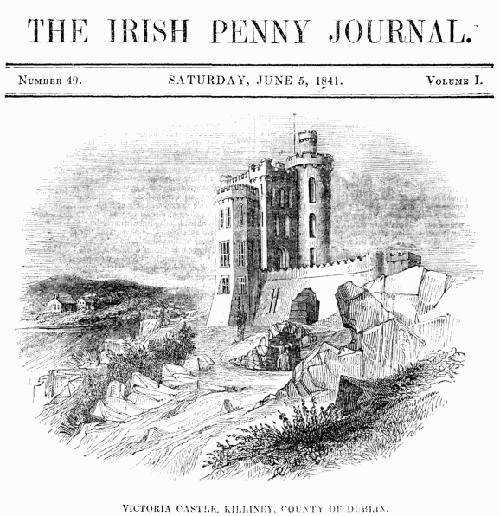 THE IRISH PENNY JOURNAL.
NUMBER 49. SATURDAY, JUNE 5, 1841. VOLUME I.
VICTORIA CASTLE, KILLINEY, COUNTY OF DUBLIN.